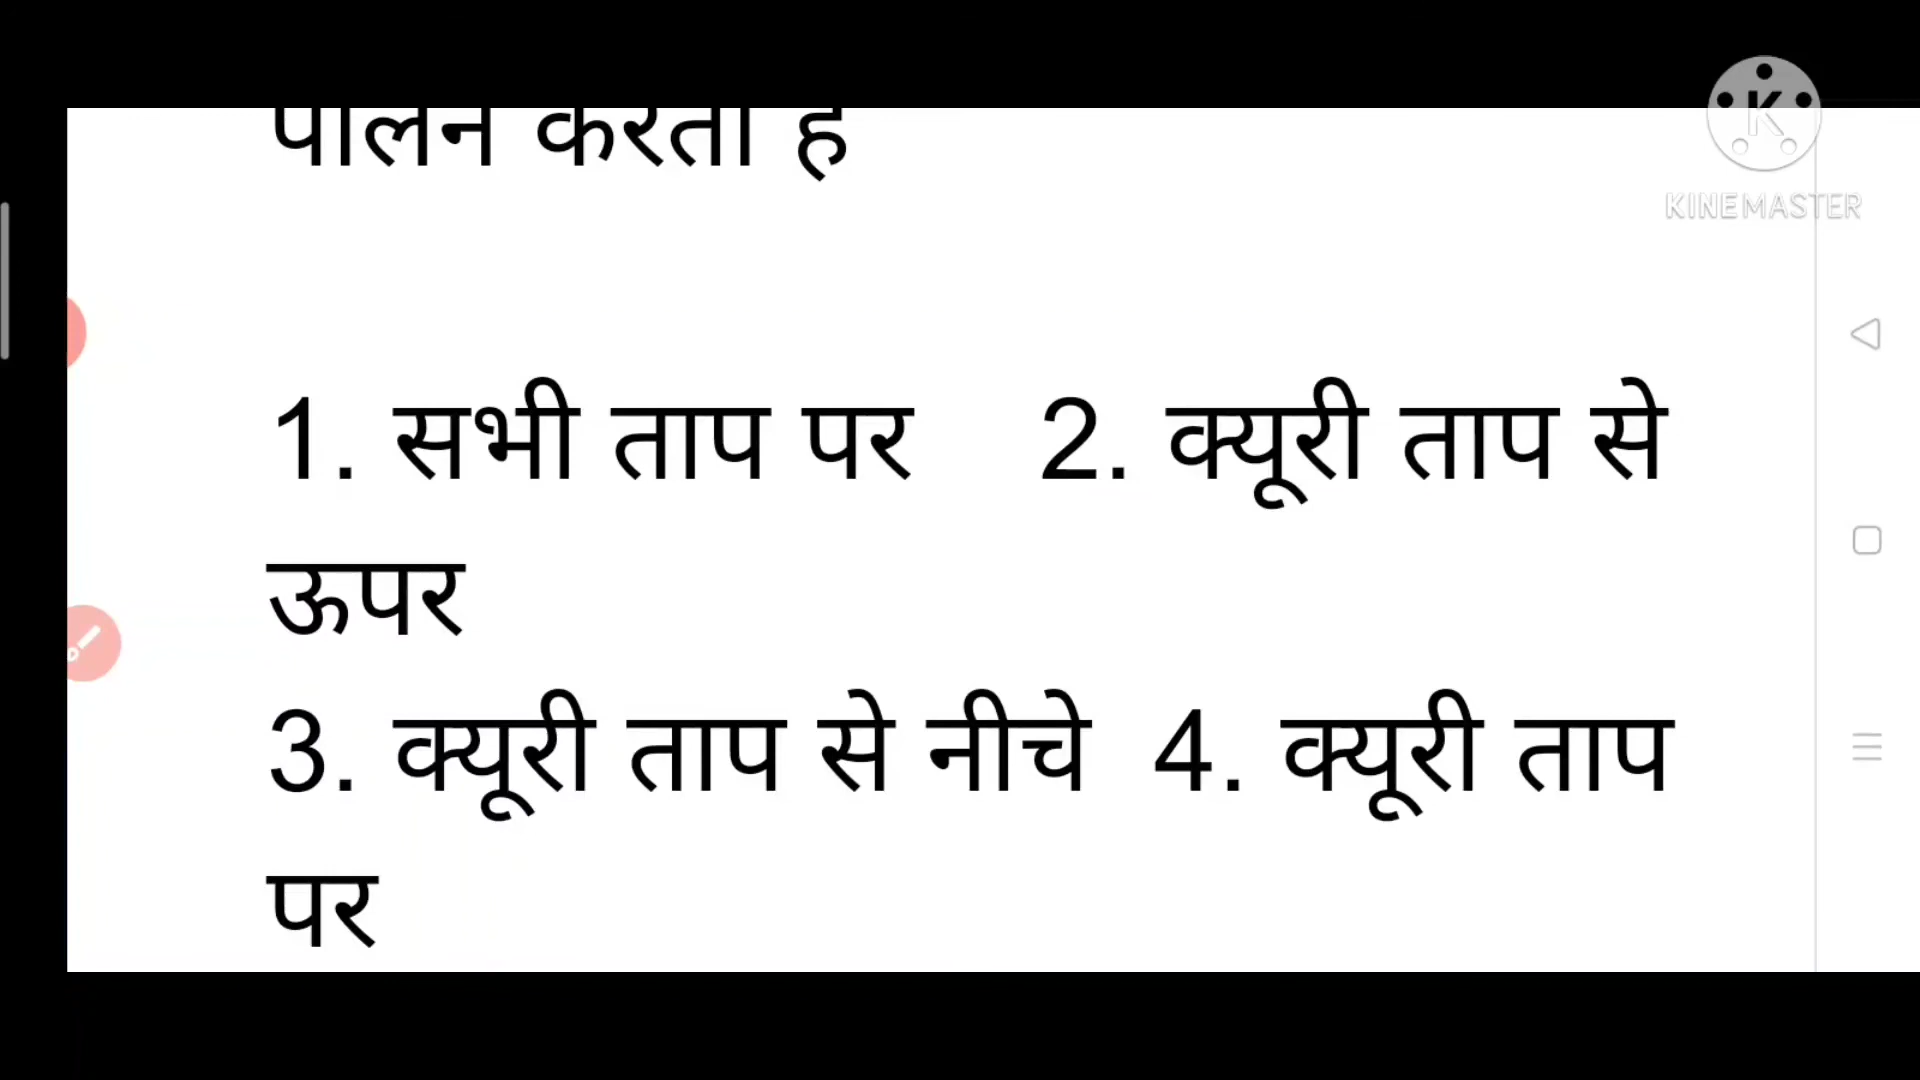 पालन करता है
K
KINEMASTER
1. सभी ताप पर 2. क्यूरी ताप से
ऊपर
3. क्यूरी ताप से नीचे 4. क्यूरी ताप
पर